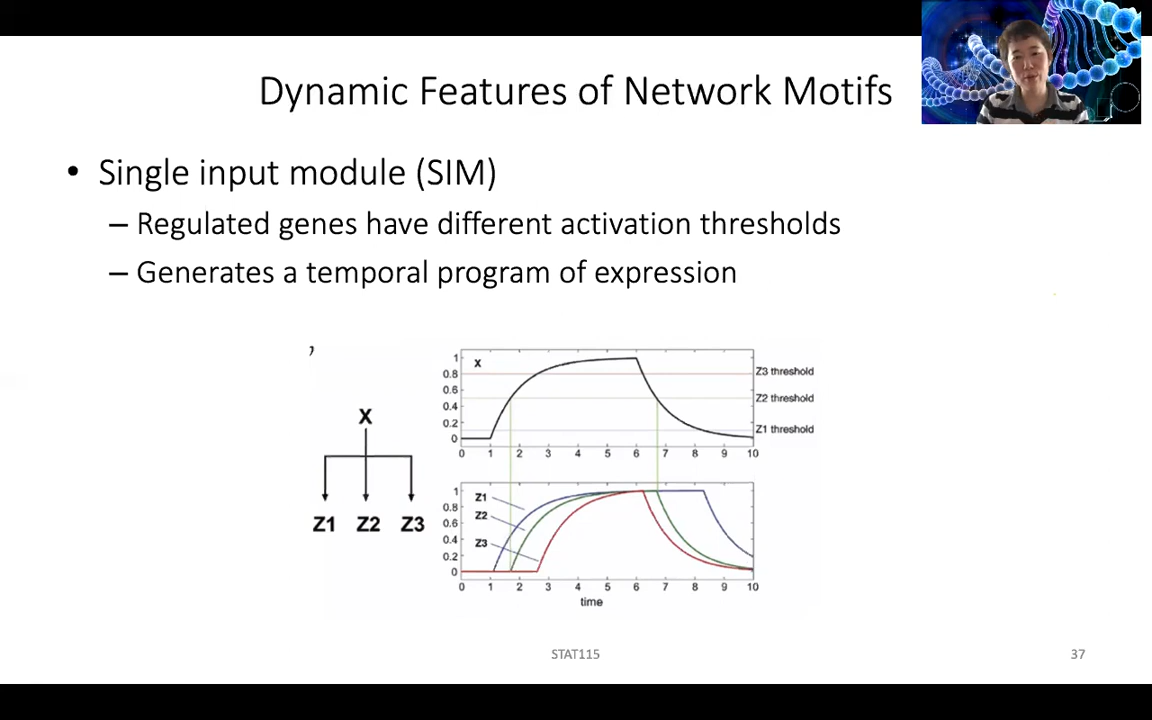 Dynamic Features of Network Motifs
• Single input module (SIM)
– Regulated genes have different activation thresholds
– Generates a temporal program of expression
,
X
Z1 Z2 Z3
X
1
0.8
0.6
0.4
0.2
0
Z3 threshold
Z2 threshold
Z1 threshold
0 1 2 3 4 5 6 7 8 9 10
Z1
Z2
Z3
1
0.8
0.6
0.4
0.2
0
0 1 2 3 4 5 6 7 8 9 10
time
STAT115
37